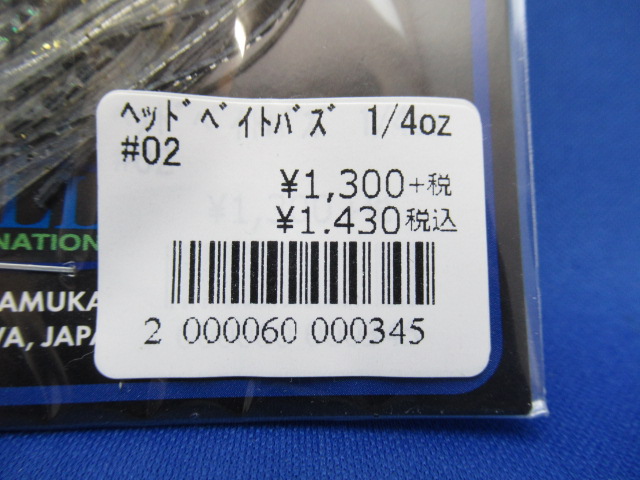 ﾍｯﾄﾞﾍﾞｲﾄﾊﾞｽﾞ 1/4oz
#02
¥1,300+税
¥1.430税込
NATION
AMUKA
VA, JAPA
2 000060 000345